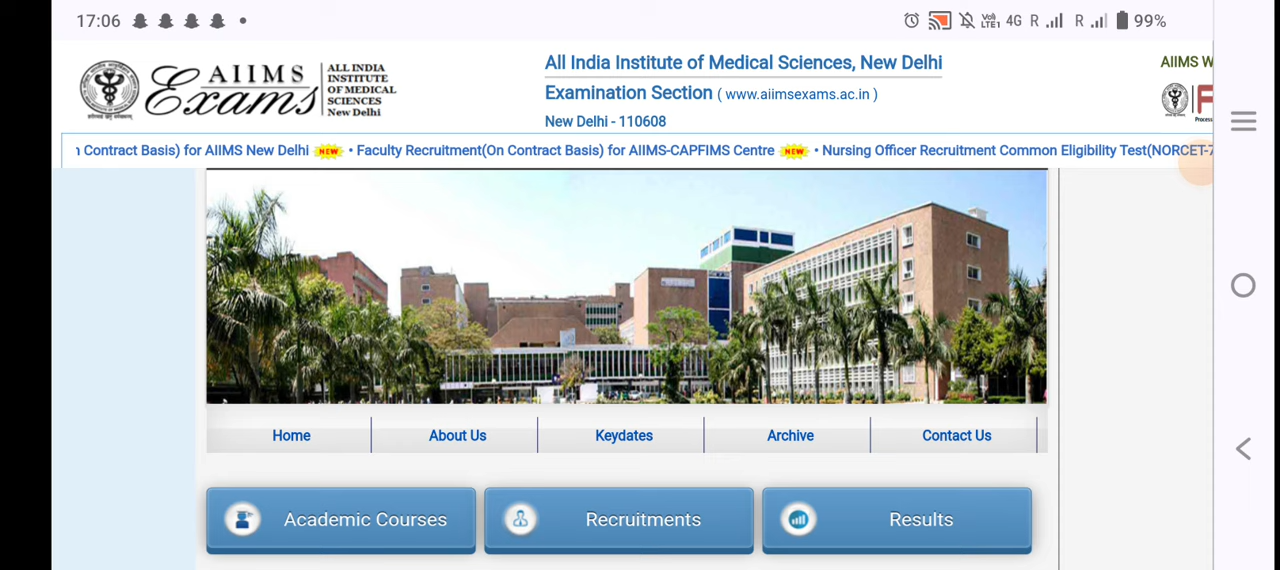 17:06
Vo) LTE1 4G R R 99%
AIIMS Exams
ALL INDIA
INSTITUTE
OF MEDICAL
SCIENCES
New Delhi
All India Institute of Medical Sciences, New Delhi
Examination Section ( www.aiimsexams.ac.in )
New Delhi - 110608
AIIMS W
Contract Basis) for AIIMS New Delhi NEW • Faculty Recruitment(On Contract Basis) for AIIMS-CAPFIMS Centre NEW • Nursing Officer Recruitment Common Eligibility Test(NORCET-7
Home About Us Keydates Archive Contact Us
Academic Courses Recruitments Results